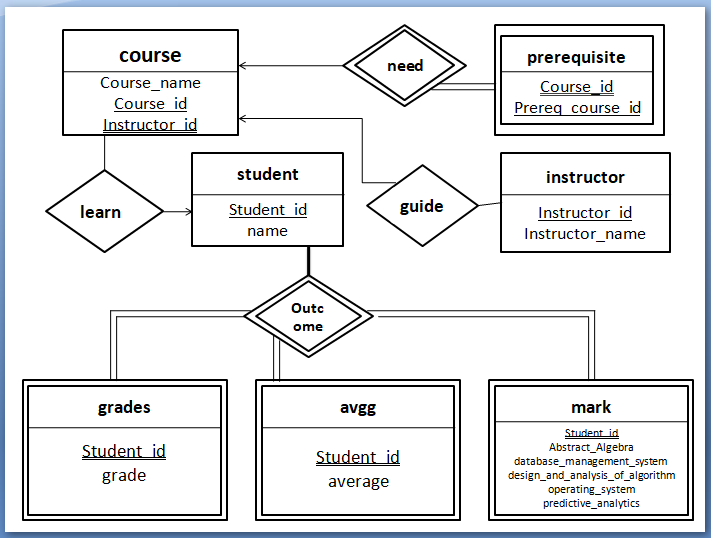 course
Course_name
Course_id
Instructor_id
need
prerequisite
Course_id
Prereq_course_id
learn
student
Student_id
name
guide
instructor
Instructor_id
Instructor_name
Outc
ome
grades
Student_id
grade
avgg
Student_id
average
mark
Student_id
Abstract_Algebra
database_management_system
design_and_analysis_of_algorithm
operating_system
predictive_analytics